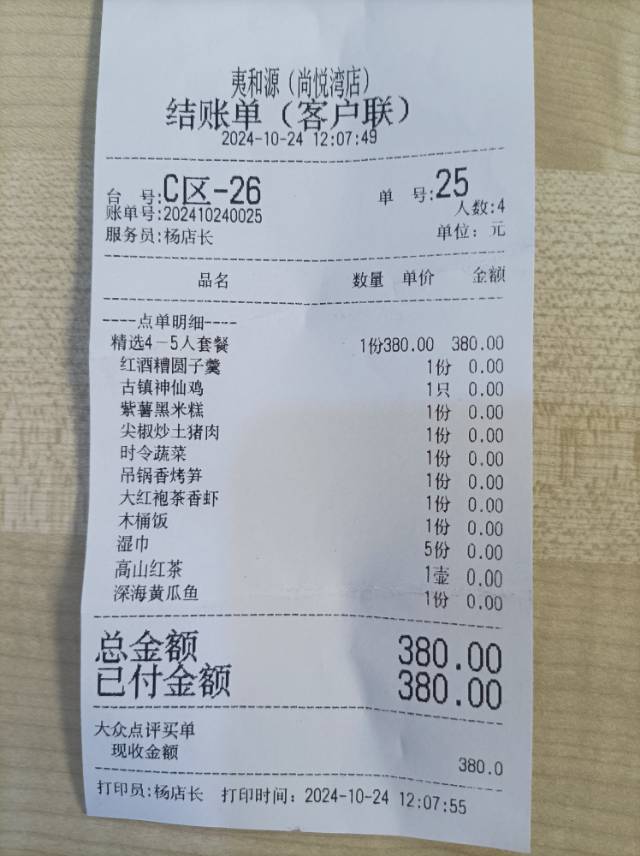 夷和源（尚悦湾店）
结账单（客户联）
2024-10-24 12:07:49
台 号:C区-26 单 号:25
账单号:202410240025 人数:4
服务员:杨店长 单位: 元
品名 数量 单价 金额
----点单明细----
精选4-5人套餐 1份380.00 380.00
红酒糟圆子羹 1份 0.00
古镇神仙鸡 1只 0.00
紫薯黑米糕 1份 0.00
尖椒炒土猪肉 1份 0.00
时令蔬菜 1份 0.00
吊锅香烤笋 1份 0.00
大红袍茶香虾 1份 0.00
木桶饭 1份 0.00
湿巾 5份 0.00
高山红茶 1壶 0.00
深海黄瓜鱼 1份 0.00
总金额 380.00
已付金额 380.00
大众点评买单
现收金额 380.0
打印员:杨店长 打印时间: 2024-10-24 12:07:55